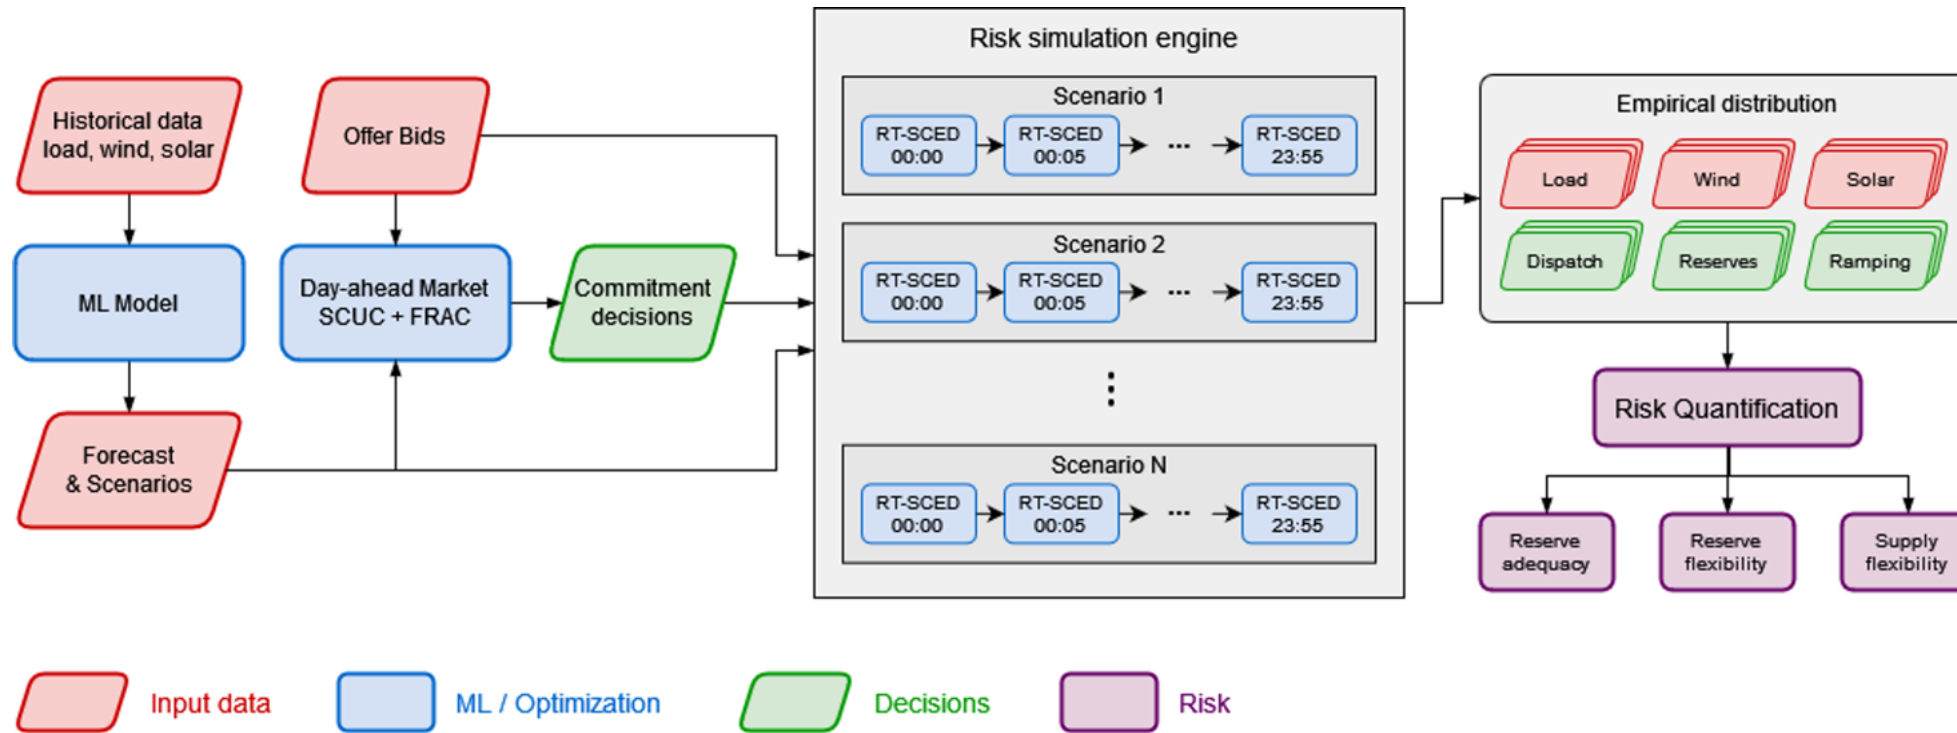 Historical data
load, wind, solar
ML Model
Forecast
& Scenarios
Offer Bids
Day-ahead Market
SCUC + FRAC
Commitment
decisions
Risk simulation engine
Scenario 1
RT-SCED
00:00
RT-SCED
00:05
...
RT-SCED
23:55
Scenario 2
RT-SCED
00:00
RT-SCED
00:05
...
RT-SCED
23:55
Scenario N
RT-SCED
00:00
RT-SCED
00:05
...
RT-SCED
23:55
Empirical distribution
Load
Wind
Solar
Dispatch
Reserves
Ramping
Risk Quantification
Reserve
adequacy
Reserve
flexibility
Supply
flexibility
Input data
ML / Optimization
Decisions
Risk